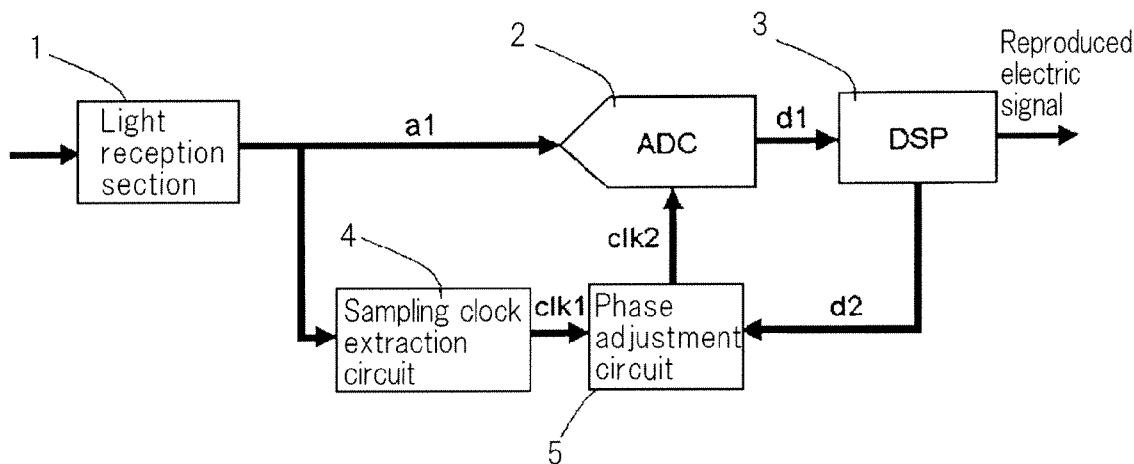 1
2
3
Reproduced
electric
signal
Light
reception
section
a1
ADC
d1
DSP
4
clk2
Sampling clock
extraction
circuit
clk1
Phase
adjustment
circuit
d2
5